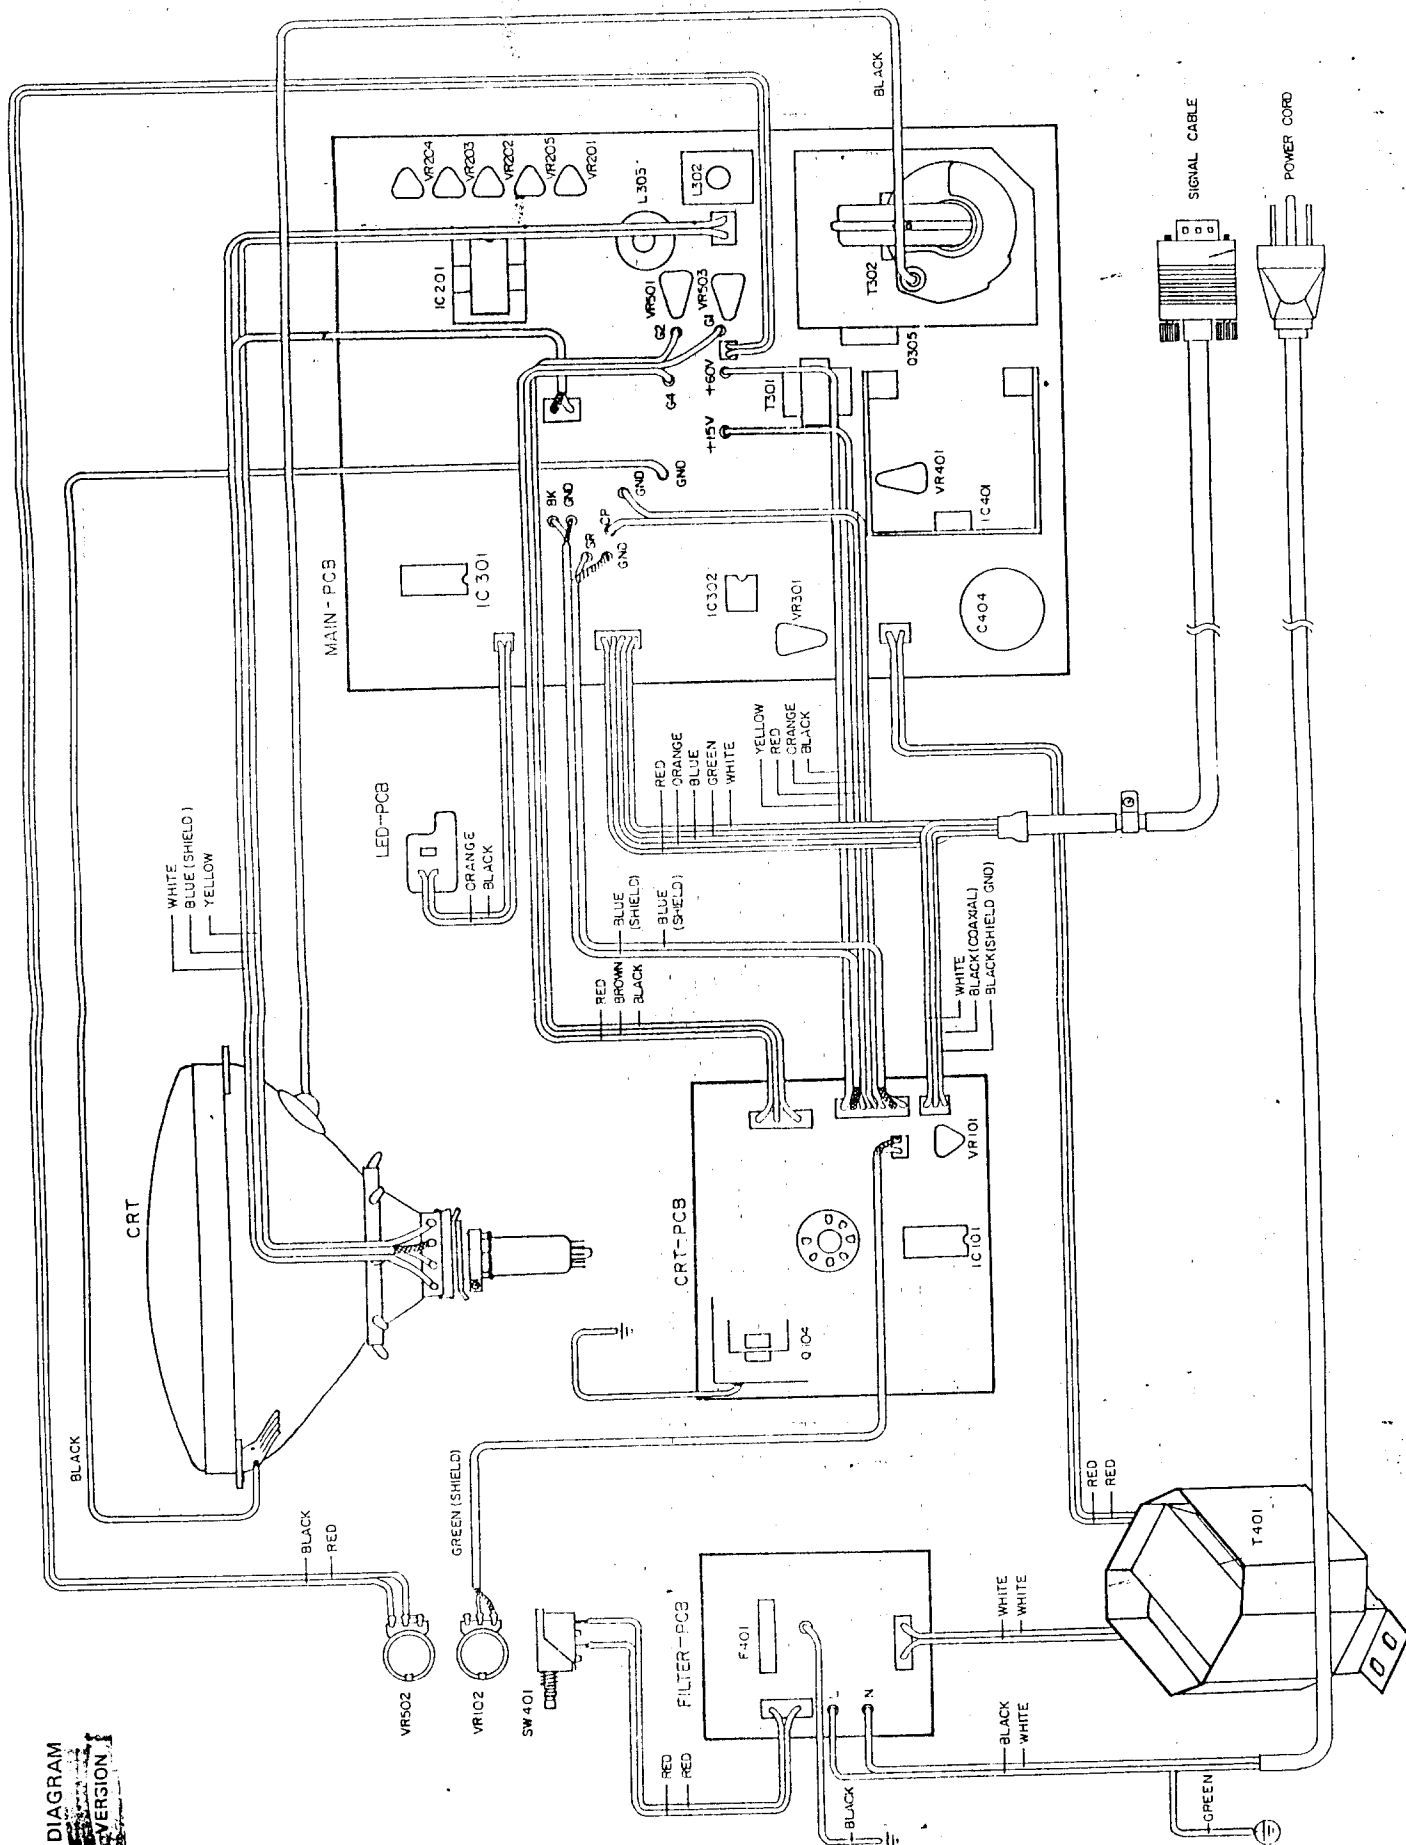 DIAGRAM
VERSION
BLACK
BLACK
RED
VR502
GREEN (SHIELD)
VR102
SW401
RED
RED
FILTER-PCB
F401
L
N
BLACK
BLACK
WHITE
GREEN
WHITE
WHITE
RED
RED
T401
CRT
WHITE
BLUE (SHIELD)
YELLOW
CRT-PCB
Q104
IC101
VR101
RED
BROWN
BLACK
BLUE
(SHIELD)
BLUE
(SHIELD)
WHITE
BLACK(COAXIAL)
BLACK(SHIELD GND)
LED-PCB
ORANGE
BLACK
RED
ORANGE
BLUE
GREEN
WHITE
YELLOW
RED
ORANGE
BLACK
MAIN-PCB
IC301
BK
GND
GR
GND
CP
GND
GND
IC302
VR301
C404
+15V
+60V
G4
G2
G1
VR501
VR503
IC201
L305
L302
VR204
VR203
VR202
VR205
VR201
T301
T302
Q305
VR401
IC401
BLACK
SIGNAL CABLE
POWER CORD